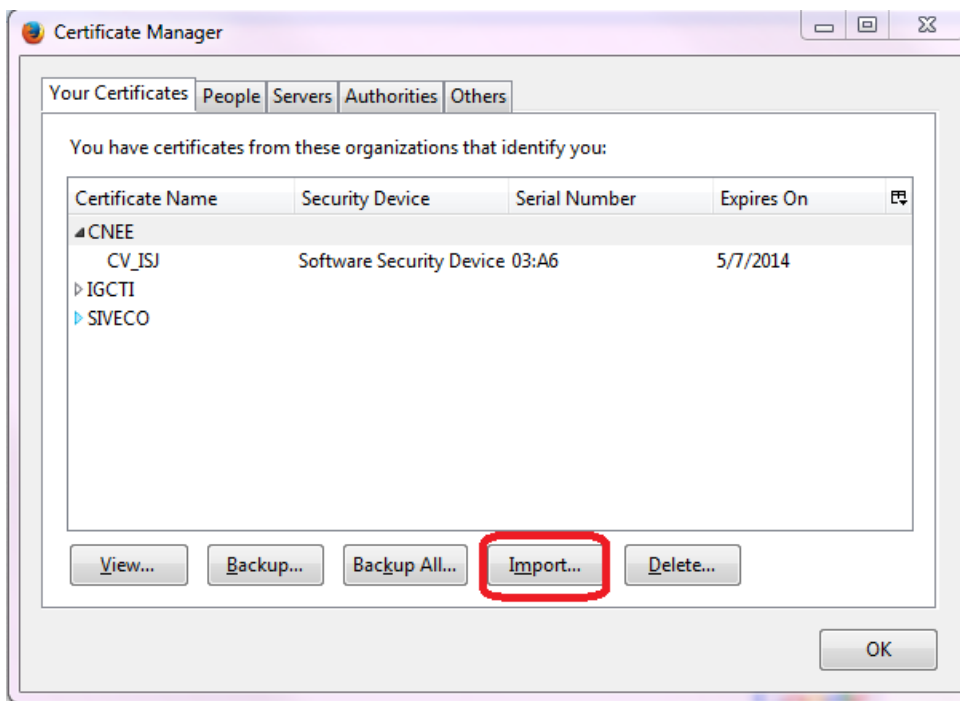 Certificate Manager
Your Certificates People Servers Authorities Others
You have certificates from these organizations that identify you:
Certificate Name Security Device Serial Number Expires On
CNEE
CV_ISJ Software Security Device 03:A6 5/7/2014
IGCTI
SIVECO
View... Backup... Backup All... Import... Delete...
OK